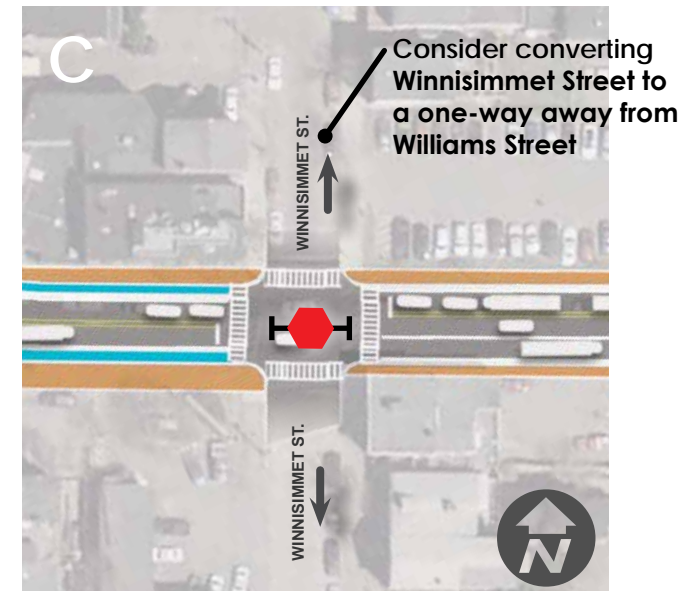 C
Consider converting
Winnisimmet Street to
a one-way away from
Williams Street
WINNISIMMET ST.
WINNISIMMET ST.
N